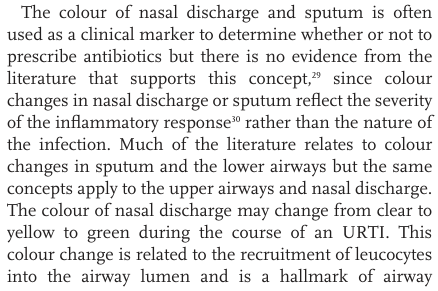 The colour of nasal discharge and sputum is often
used as a clinical marker to determine whether or not to
prescribe antibiotics but there is no evidence from the
literature that supports this concept,²⁹ since colour
changes in nasal discharge or sputum reflect the severity
of the inflammatory response³⁰ rather than the nature of
the infection. Much of the literature relates to colour
changes in sputum and the lower airways but the same
concepts apply to the upper airways and nasal discharge.
The colour of nasal discharge may change from clear to
yellow to green during the course of an URTI. This
colour change is related to the recruitment of leucocytes
into the airway lumen and is a hallmark of airway